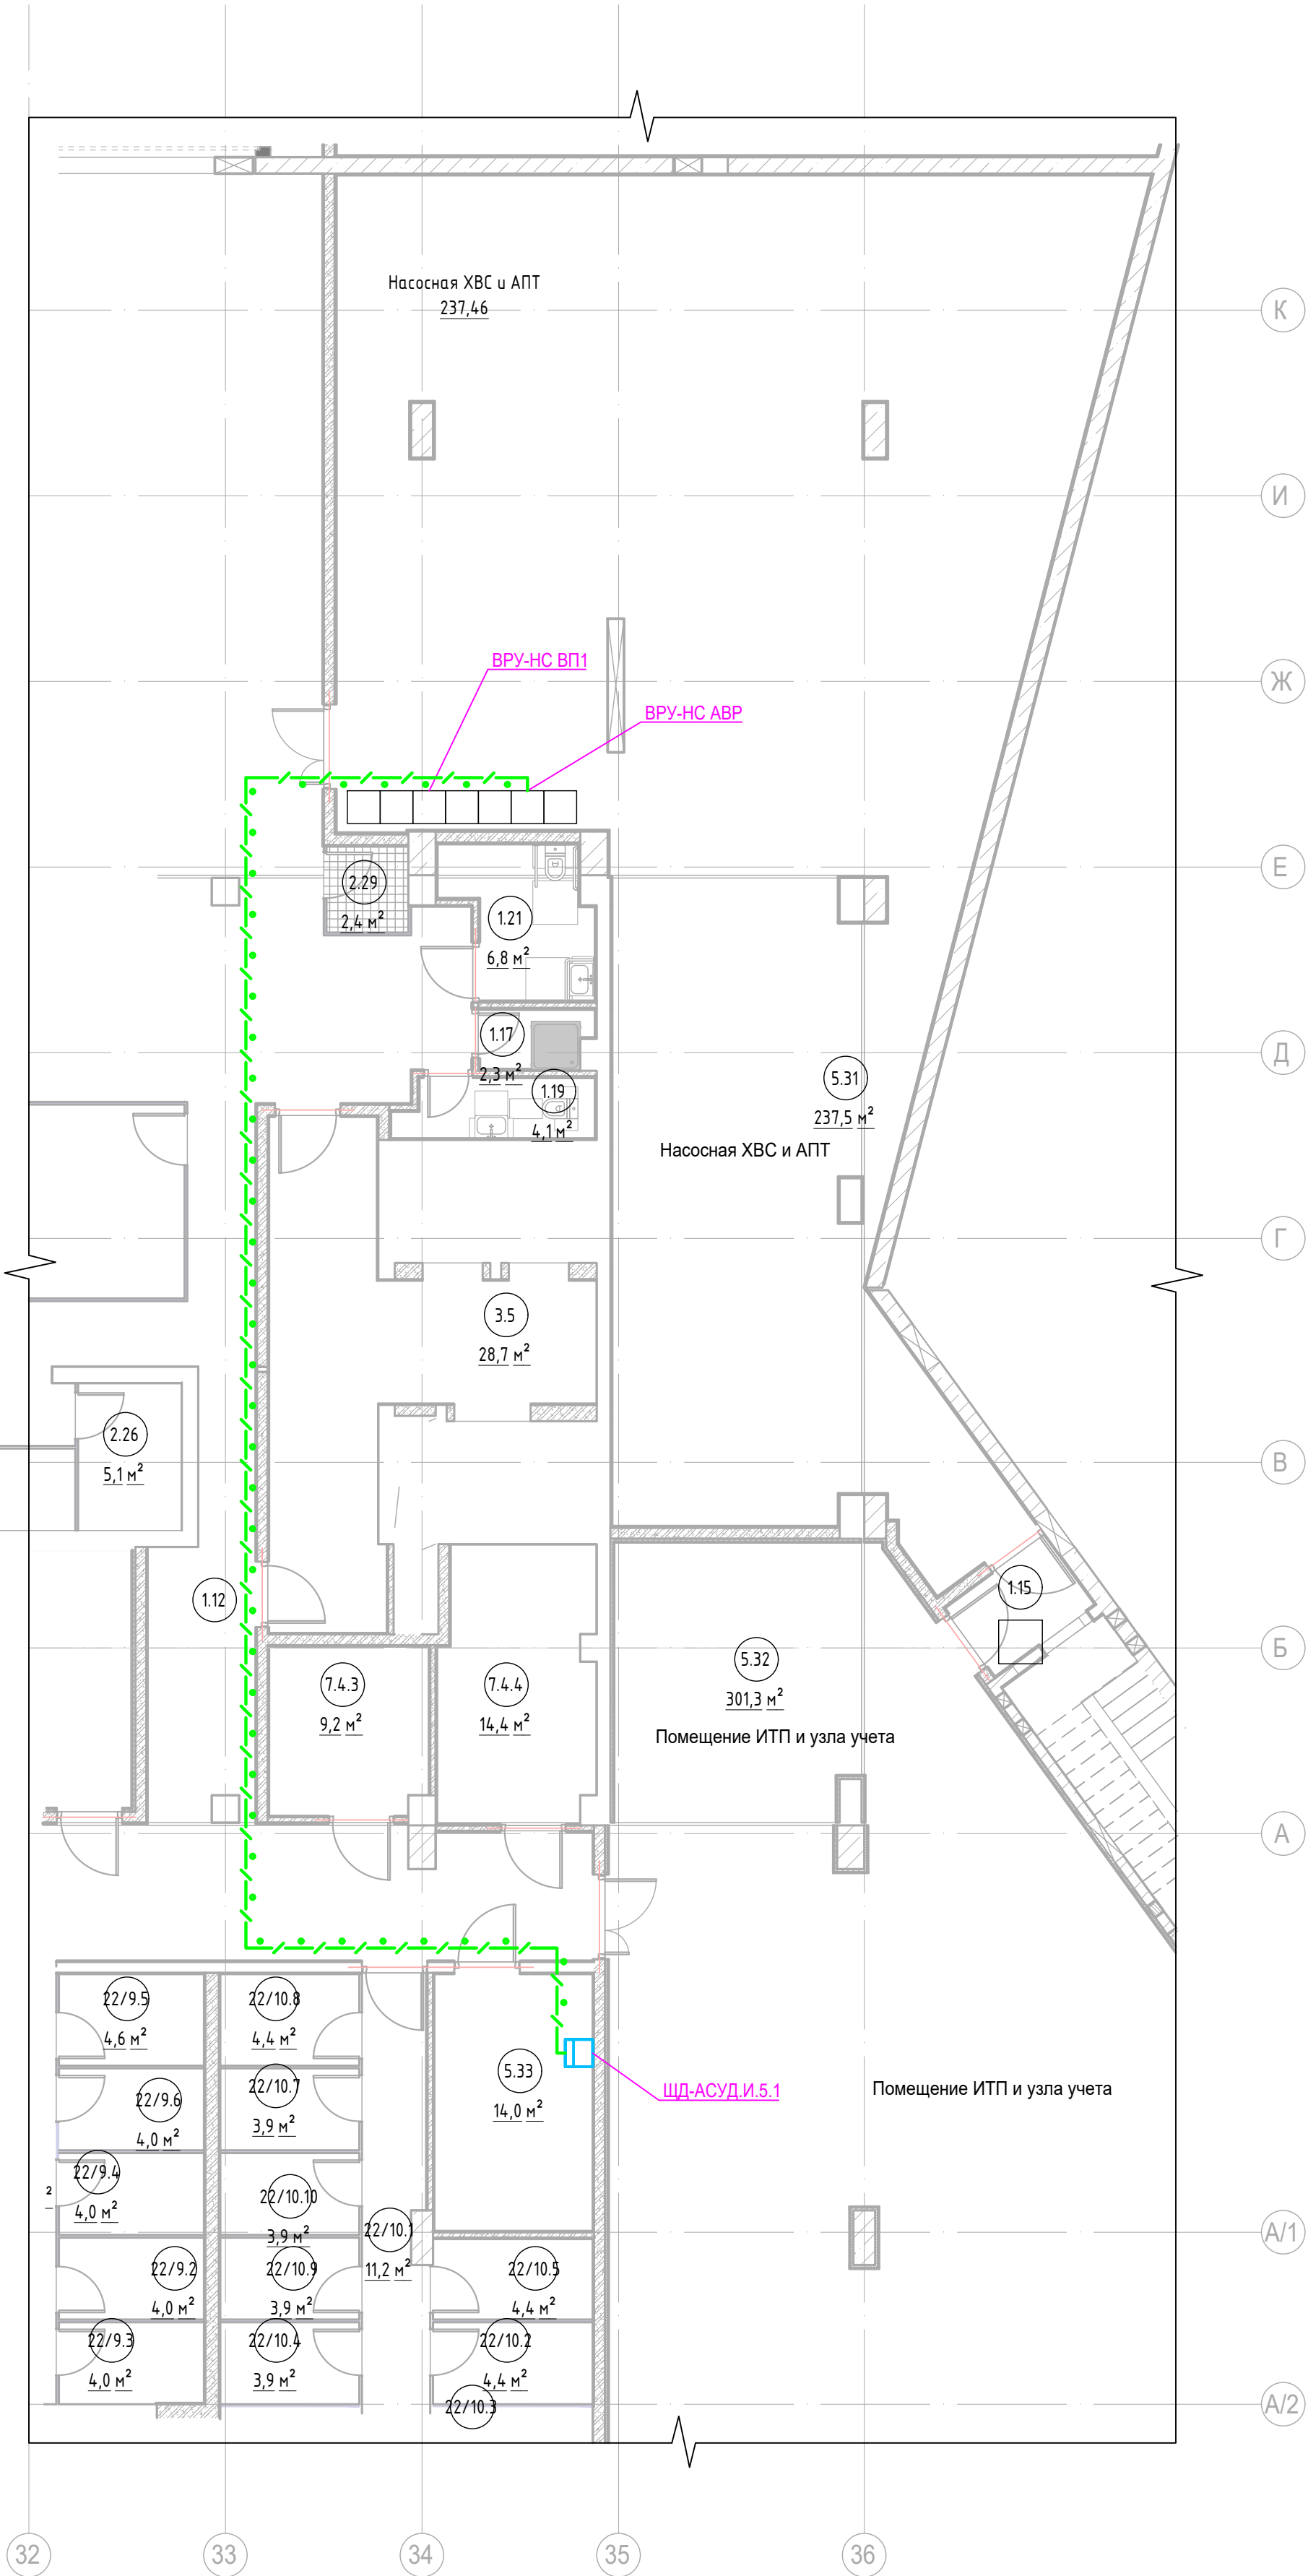 Насосная ХВС и АПТ
237,46
К
И
ВРУ-НС ВП1
Ж
ВРУ-НС АВР
Е
2.29
2,4 м²
1.21
6,8 м²
1.17
2,3 м²
Д
5.31
237,5 м²
1.19
4,1 м²
Насосная ХВС и АПТ
Г
3.5
28,7 м²
2.26
5,1 м²
В
1.12
1.15
Б
7.4.3
9,2 м²
7.4.4
14,4 м²
5.32
301,3 м²
Помещение ИТП и узла учета
А
22/9.5
4,6 м²
22/10.8
4,4 м²
5.33
14,0 м²
ЩД-АСУД.И.5.1
Помещение ИТП и узла учета
22/10.7
3,9 м²
22/9.6
4,0 м²
22/9.4
4,0 м²
2
22/10.10
3,9 м²
22/10.1
11,2 м²
А/1
22/9.2
4,0 м²
22/10.9
3,9 м²
22/10.5
4,4 м²
22/9.3
4,0 м²
22/10.4
3,9 м²
22/10.2
4,4 м²
22/10.3
А/2
32
33
34
35
36